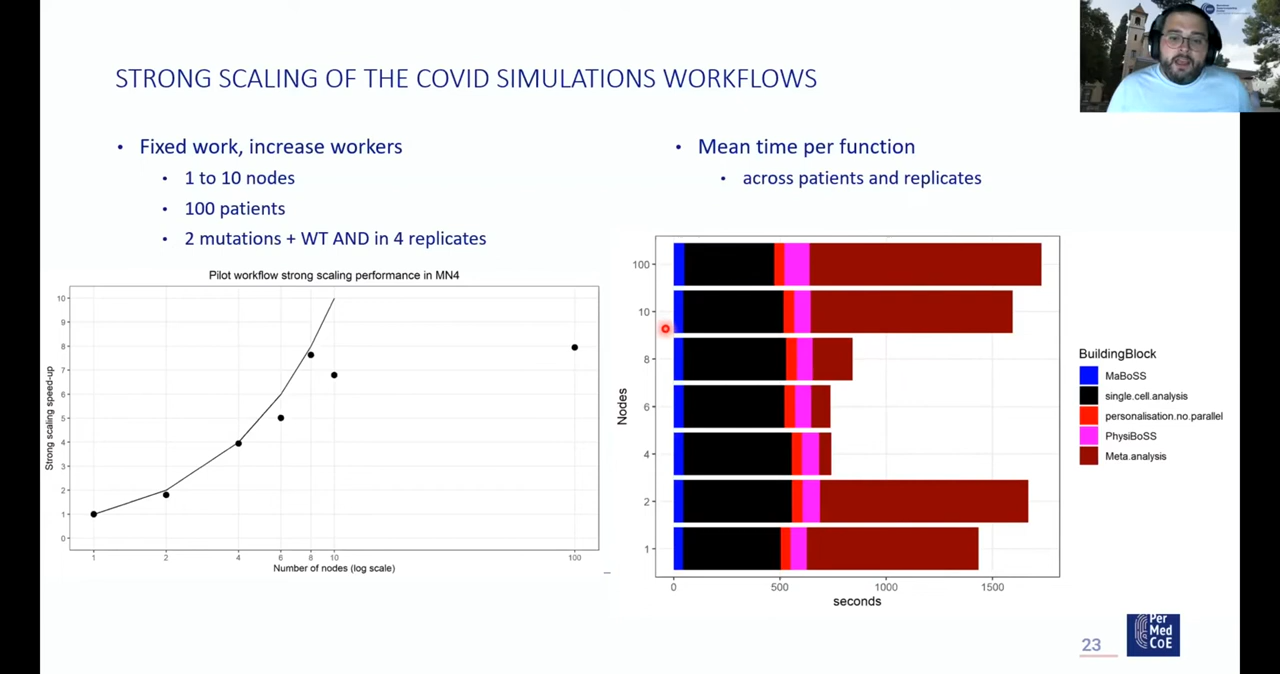 STRONG SCALING OF THE COVID SIMULATIONS WORKFLOWS
• Fixed work, increase workers
• 1 to 10 nodes
• 100 patients
• 2 mutations + WT AND in 4 replicates
Pilot workflow strong scaling performance in MN4
Strong scaling speed-up
10
9
8
7
6
5
4
3
2
1
0
1 2 4 6 8 10 100
Number of nodes (log scale)
• Mean time per function
• across patients and replicates
Nodes
100
10
8
6
4
2
1
0 500 1000 1500
seconds
BuildingBlock
MaBoSS
single.cell.analysis
personalisation.no.parallel
PhysiBoSS
Meta.analysis
23
Per
Med
CoE